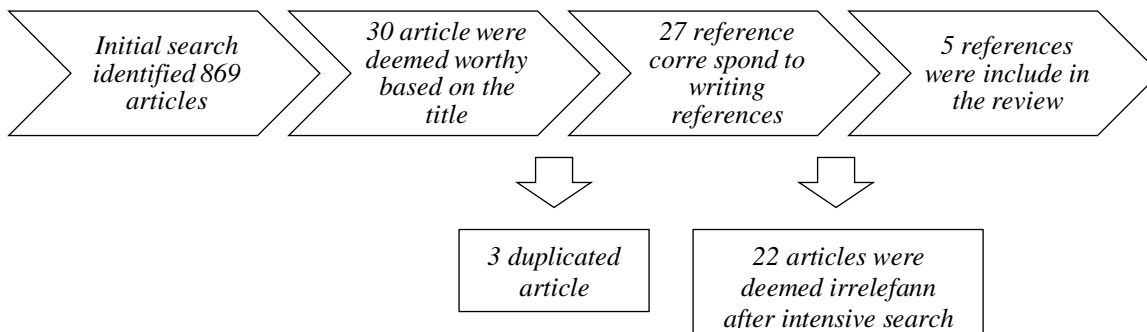 Initial search
identified 869
articles
30 article were
deemed worthy
based on the
title
27 reference
corre spond to
writing
references
5 references
were include in
the review
3 duplicated
article
22 articles were
deemed irrelefann
after intensive search